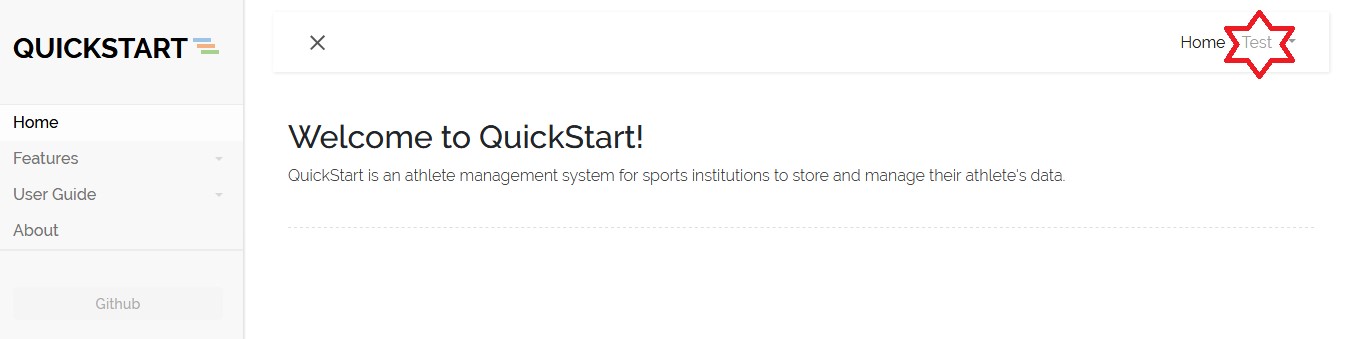 QUICKSTART
Home
Features
User Guide
About
Github
Home Test
Welcome to QuickStart!
QuickStart is an athlete management system for sports institutions to store and manage their athlete's data.